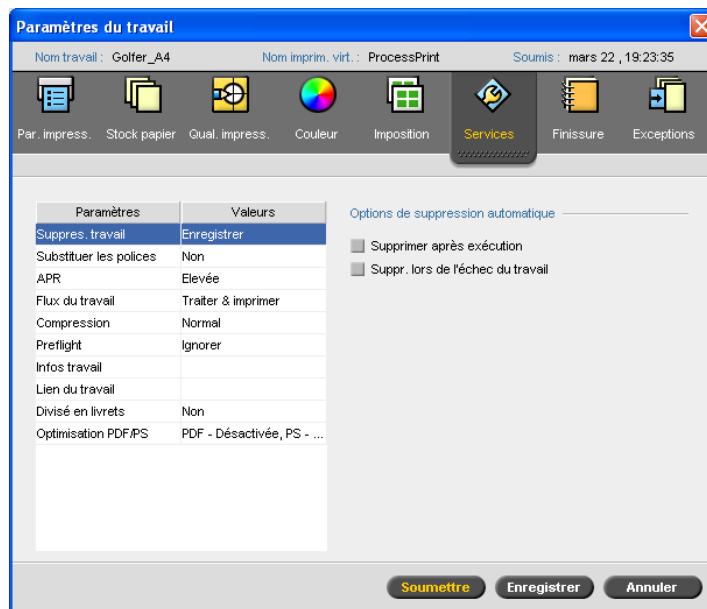 Paramètres du travail
Nom travail : Golfer_A4 Nom imprim. virt. : ProcessPrint Soumis : mars 22 , 19:23:35
Par. impress. Stock papier Qual. impress. Couleur Imposition Services Finissure Exceptions
Paramètres Valeurs Options de suppression automatique
Suppres. travail Enregistrer
Supprimer après exécution
Substituer les polices Non
Suppr. lors de l'échec du travail
APR Elevée
Flux du travail Traiter & imprimer
Compression Normal
Preflight Ignorer
Infos travail
Lien du travail
Divisé en livrets Non
Optimisation PDF/PS PDF - Désactivée, PS - ...
Soumettre Enregistrer Annuler